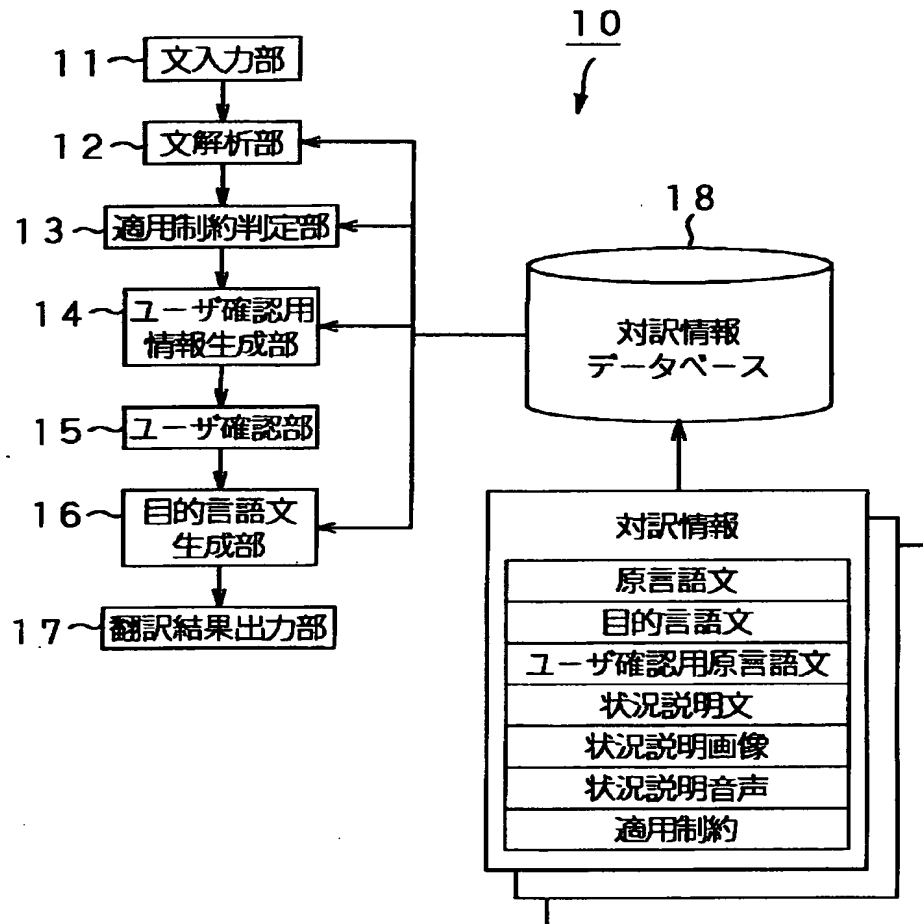 10
11 文入力部
12 文解析部
13 適用制約判定部
14 ユーザ確認用
情報生成部
15 ユーザ確認部
16 目的言語文
生成部
17 翻訳結果出力部
18
対訳情報
データベース
対訳情報
原言語文
目的言語文
ユーザ確認用原言語文
状況説明文
状況説明画像
状況説明音声
適用制約